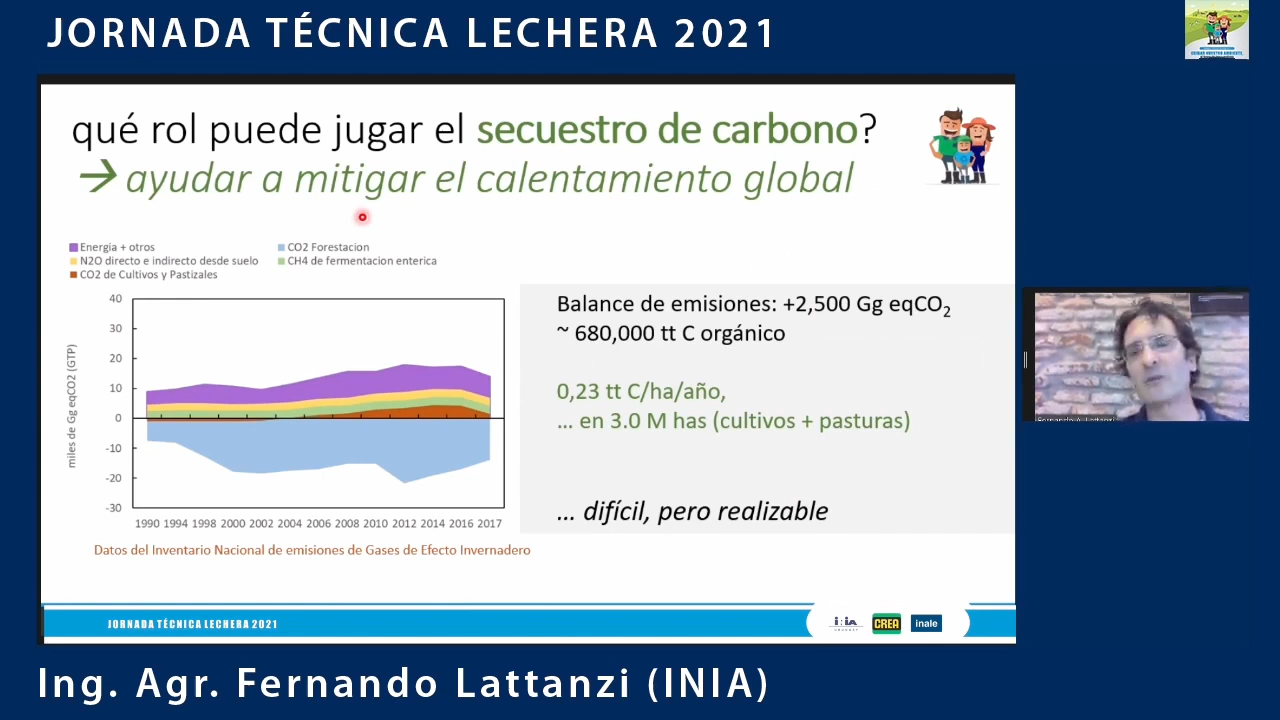 JORNADA TÉCNICA LECHERA 2021
qué rol puede jugar el secuestro de carbono?
→ ayudar a mitigar el calentamiento global
Energia + otros
CO2 Forestacion
N2O directo e indirecto desde suelo
CH4 de fermentacion enterica
CO2 de Cultivos y Pastizales
miles de Gg eqCO2 (GTP)
40
30
20
10
0
-10
-20
-30
1990 1994 1998 2000 2002 2004 2006 2008 2010 2012 2014 2016 2017
Datos del Inventario Nacional de emisiones de Gases de Efecto Invernadero
Balance de emisiones: +2,500 Gg eqCO2
~ 680,000 tt C orgánico
0,23 tt C/ha/año,
... en 3.0 M has (cultivos + pasturas)
... difícil, pero realizable
Fernando A. Lattanzi
JORNADA TÉCNICA LECHERA 2021
inia
URUGUAY
CREA
inale
Ing. Agr. Fernando Lattanzi (INIA)